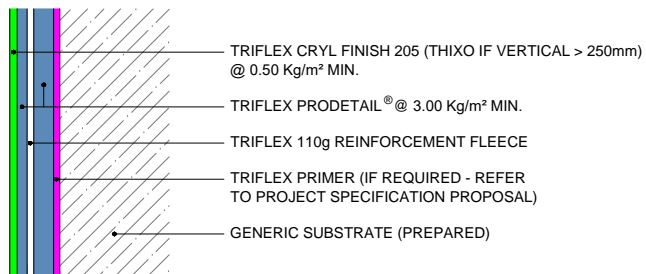 TRIFLEX CRYL FINISH 205 (THIXO IF VERTICAL > 250mm)
@ 0.50 Kg/m² MIN.
TRIFLEX PRODETAIL® @ 3.00 Kg/m² MIN.
TRIFLEX 110g REINFORCEMENT FLEECE
TRIFLEX PRIMER (IF REQUIRED - REFER
TO PROJECT SPECIFICATION PROPOSAL)
GENERIC SUBSTRATE (PREPARED)